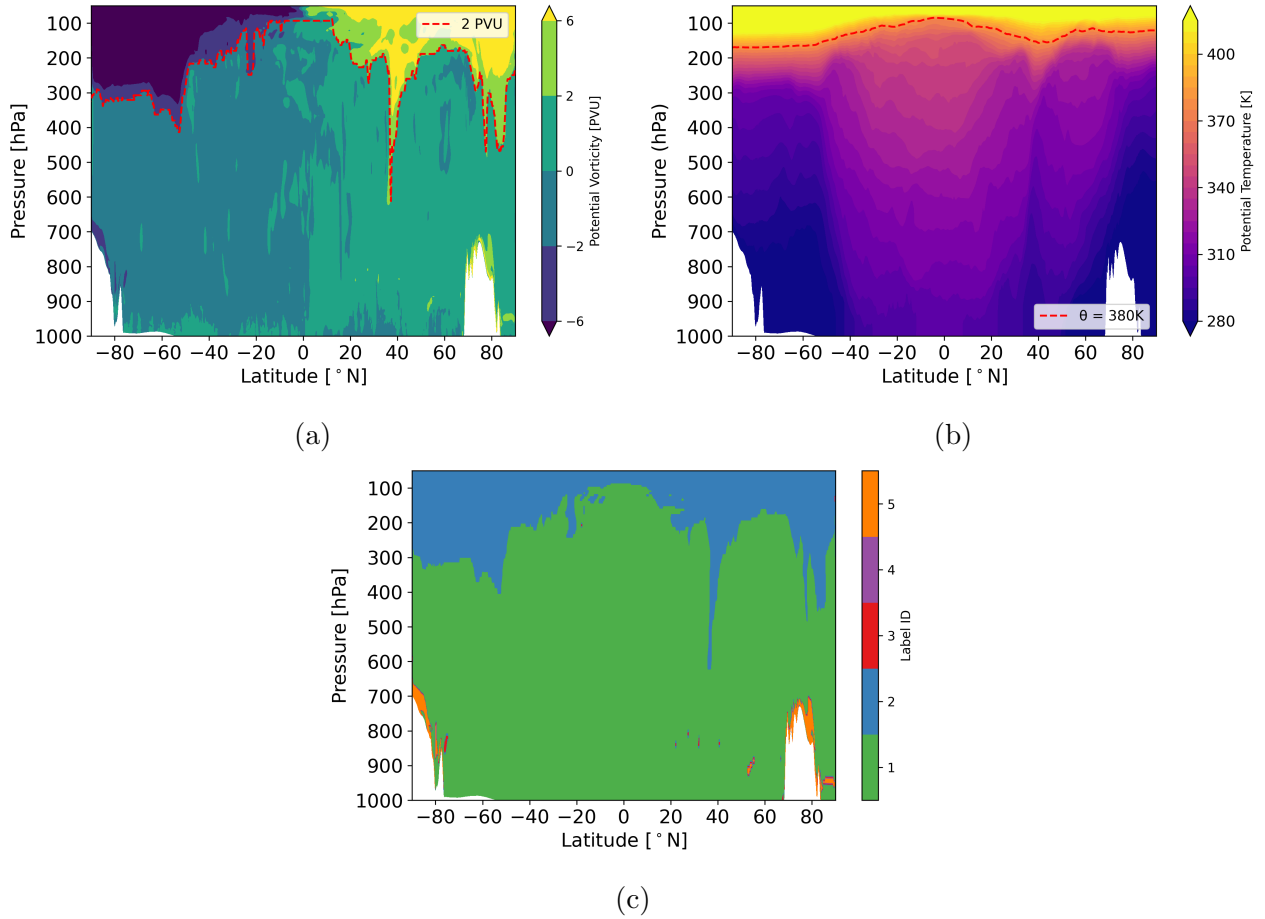 2 PVU
100
200
300
400
500
600
700
800
900
1000
Pressure [hPa]
−80 −60 −40 −20 0 20 40 60 80
Latitude [°N]
6
2
0
−2
−6
Potential Vorticity [PVU]
(a)
100
200
300
400
500
600
700
800
900
1000
Pressure (hPa)
−80 −60 −40 −20 0 20 40 60 80
Latitude [°N]
θ = 380K
400
370
340
310
280
Potential Temperature [K]
(b)
100
200
300
400
500
600
700
800
900
1000
Pressure [hPa]
−80 −60 −40 −20 0 20 40 60 80
Latitude [°N]
5
4
3
2
1
Label ID
(c)